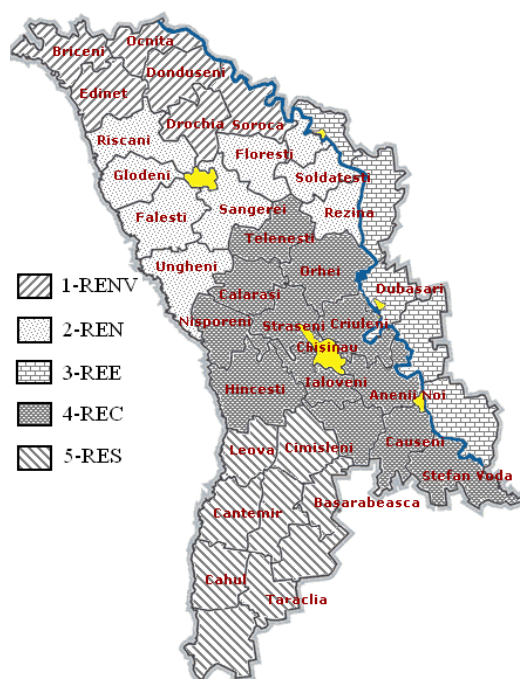 Ocnita
Briceni
Donduseni
Edinet
Drochia
Soroca
Riscani
Floresti
Glodeni
Soldatesti
Falesti
Sangerei
Rezina
Telenesti
Ungheni
Orhei
1-RENV
Calarasi
Dubasari
2-REN
Nisporeni
Straseni
Criuleni
Chisinau
3-REE
Ialoveni
Hincesti
Anenii Noi
4-REC
Causeni
Leova
Cimisleni
5-RES
Stefan Voda
Basarabeasca
Cantemir
Cahul
Taraclia